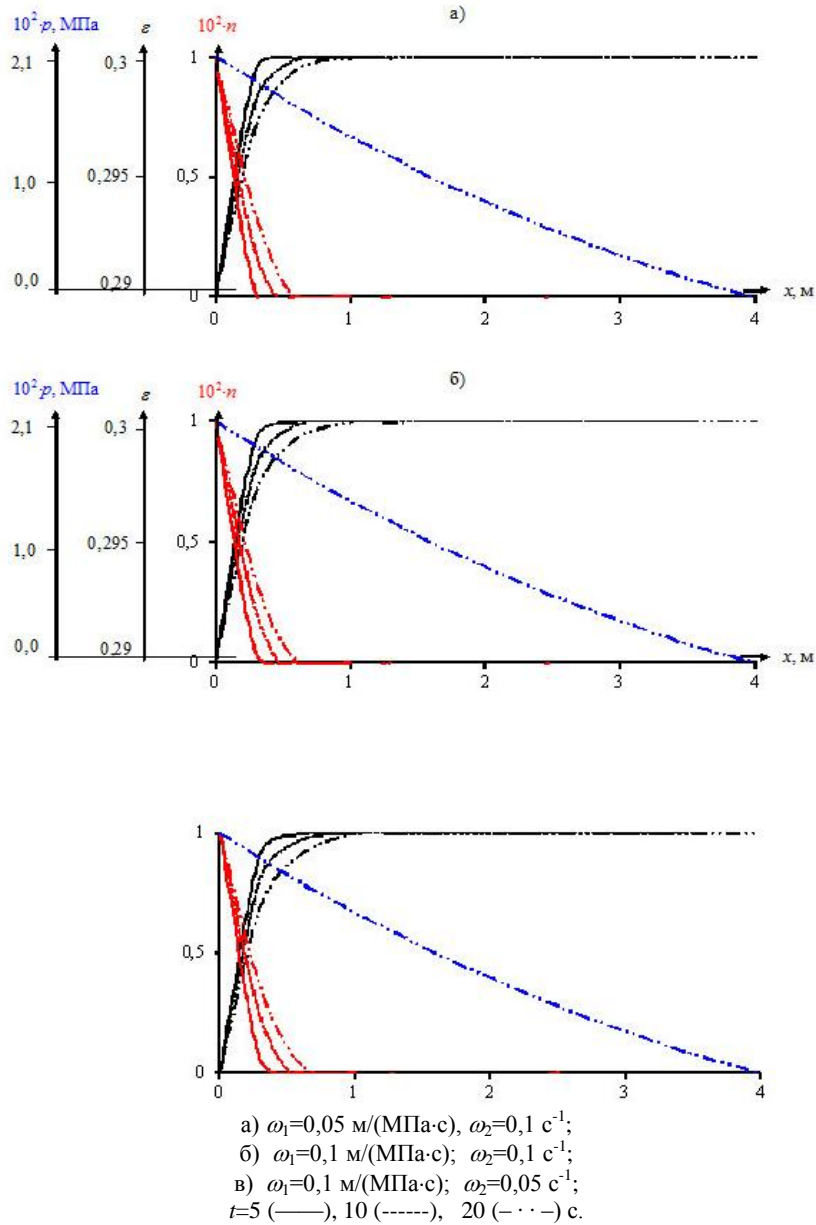 а)
10²·p, МПа ε 10²·n
2,1 0,3 1
1,0 0,295 0,5
0,0 0,29 0
0 1 2 3 4
x, м
б)
10²·p, МПа ε 10²·n
2,1 0,3 1
1,0 0,295 0,5
0,0 0,29 0
0 1 2 3 4
x, м
1
0,5
0
0 1 2 3 4
а) ω₁=0,05 м/(МПа·с), ω₂=0,1 с⁻¹;
б) ω₁=0,1 м/(МПа·с); ω₂=0,1 с⁻¹;
в) ω₁=0,1 м/(МПа·с); ω₂=0,05 с⁻¹;
t=5 (——), 10 (------), 20 (– · · –) с.